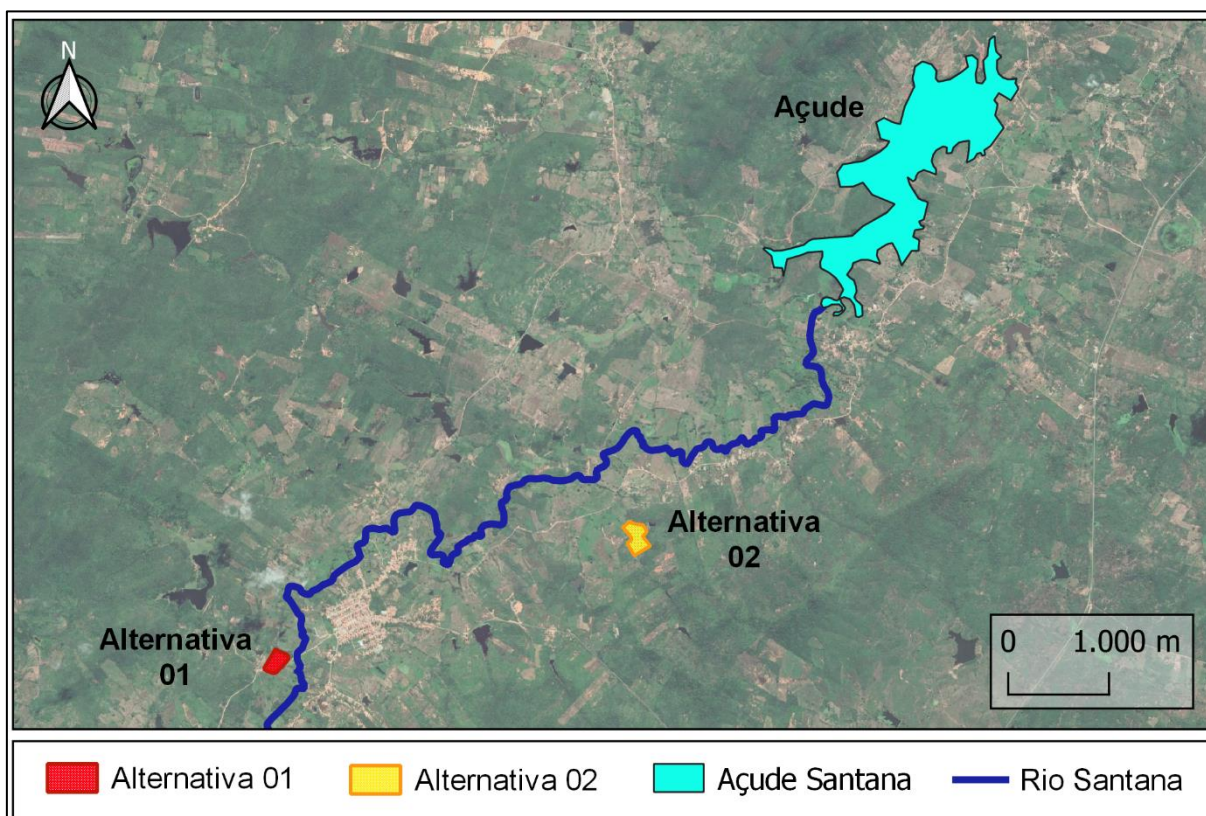 N
Açude
Alternativa
02
Alternativa
01
0 1.000 m
Alternativa 01 Alternativa 02 Açude Santana Rio Santana